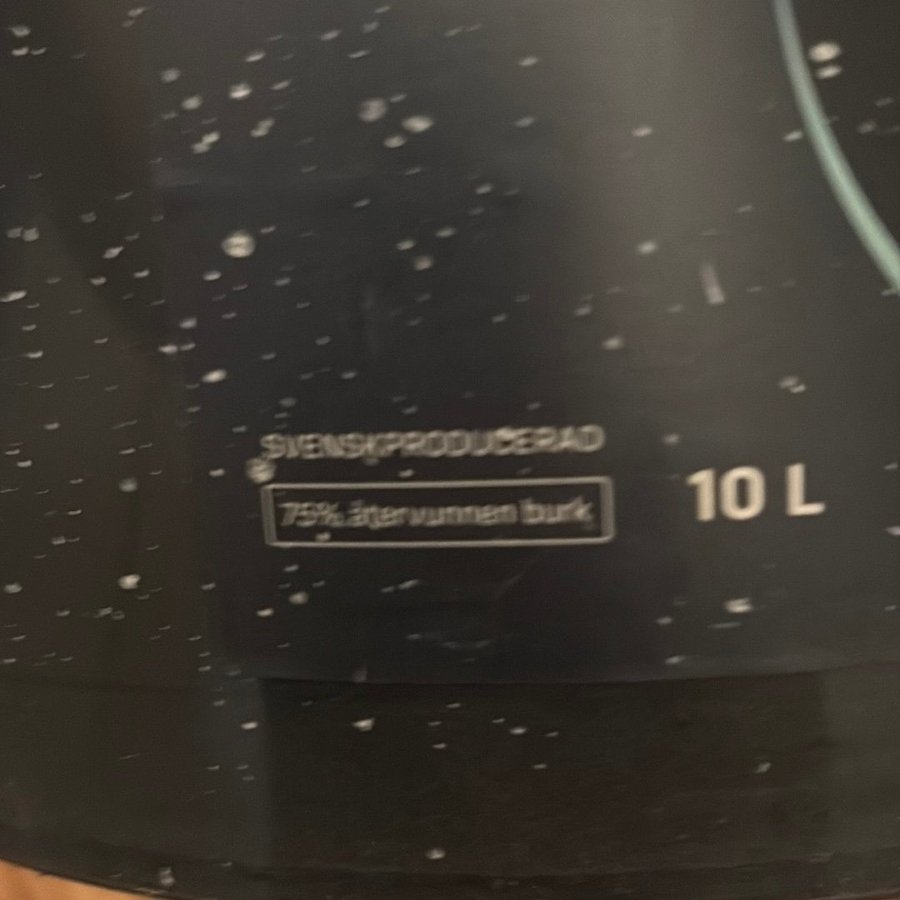 SVENSKPRODUCERAD
75% återvunnen burk
10 L